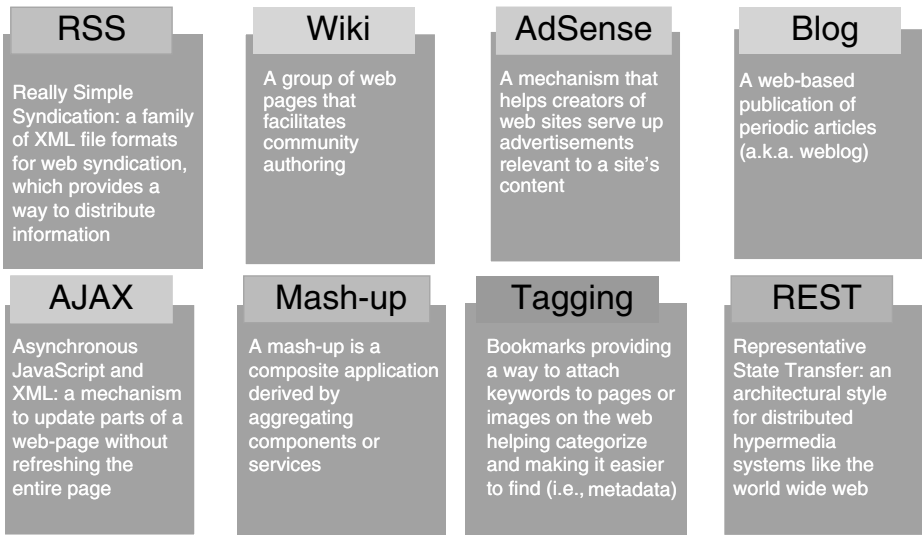 RSS
Really Simple
Syndication: a family
of XML file formats
for web syndication,
which provides a
way to distribute
information
Wiki
A group of web
pages that
facilitates
community
authoring
AdSense
A mechanism that
helps creators of
web sites serve up
advertisements
relevant to a site's
content
Blog
A web-based
publication of
periodic articles
(a.k.a. weblog)
AJAX
Asynchronous
JavaScript and
XML: a mechanism
to update parts of a
web-page without
refreshing the
entire page
Mash-up
A mash-up is a
composite application
derived by
aggregating
components or
services
Tagging
Bookmarks providing
a way to attach
keywords to pages or
images on the web
helping categorize
and making it easier
to find (i.e., metadata)
REST
Representative
State Transfer: an
architectural style
for distributed
hypermedia
systems like the
world wide web